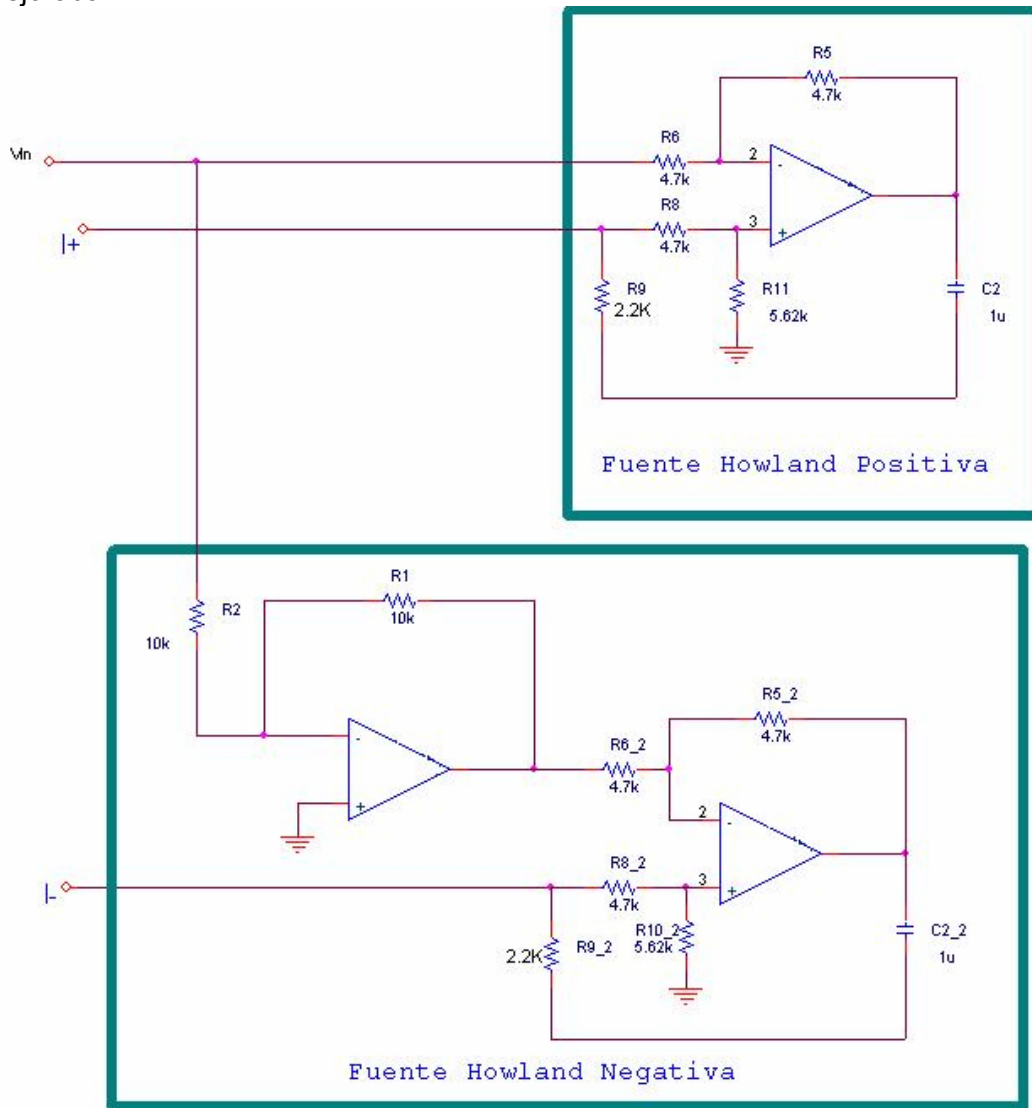 R5
4.7k
Vin
R6
4.7k
2
-
R8
4.7k
3
+
I+
R9
2.2K
R11
5.62k
C2
1u
Fuente Howland Positiva
R2
10k
R1
10k
-
+
R5_2
4.7k
R6_2
4.7k
2
-
R8_2
4.7k
3
+
I-
R10_2
5.62k
2.2K
R9_2
C2_2
1u
Fuente Howland Negativa